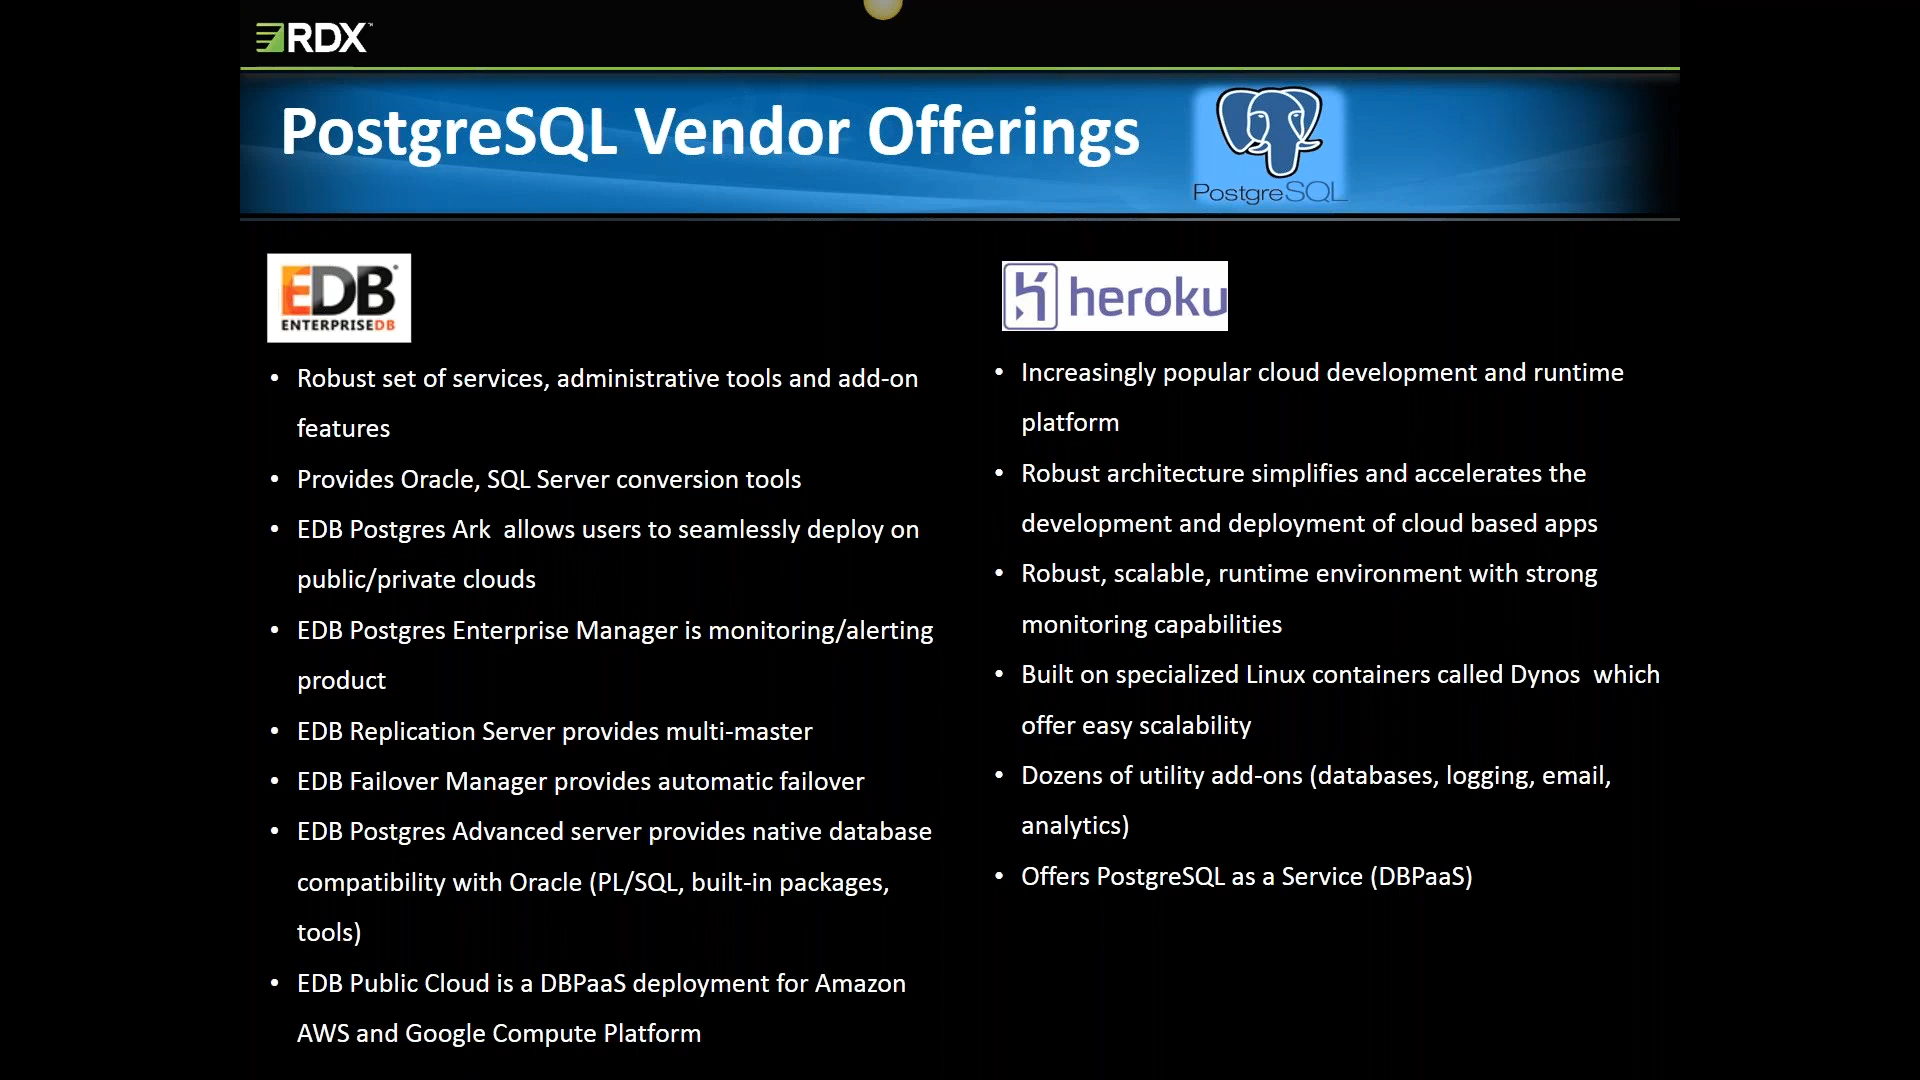 RDX™
PostgreSQL Vendor Offerings
PostgreSQL
EDB®
ENTERPRISEDB
• Robust set of services, administrative tools and add-on
features
• Provides Oracle, SQL Server conversion tools
• EDB Postgres Ark  allows users to seamlessly deploy on
public/private clouds
• EDB Postgres Enterprise Manager is monitoring/alerting
product
• EDB Replication Server provides multi-master
• EDB Failover Manager provides automatic failover
• EDB Postgres Advanced server provides native database
compatibility with Oracle (PL/SQL, built-in packages,
tools)
• EDB Public Cloud is a DBPaaS deployment for Amazon
AWS and Google Compute Platform
heroku
• Increasingly popular cloud development and runtime
platform
• Robust architecture simplifies and accelerates the
development and deployment of cloud based apps
• Robust, scalable, runtime environment with strong
monitoring capabilities
• Built on specialized Linux containers called Dynos  which
offer easy scalability
• Dozens of utility add-ons (databases, logging, email,
analytics)
• Offers PostgreSQL as a Service (DBPaaS)